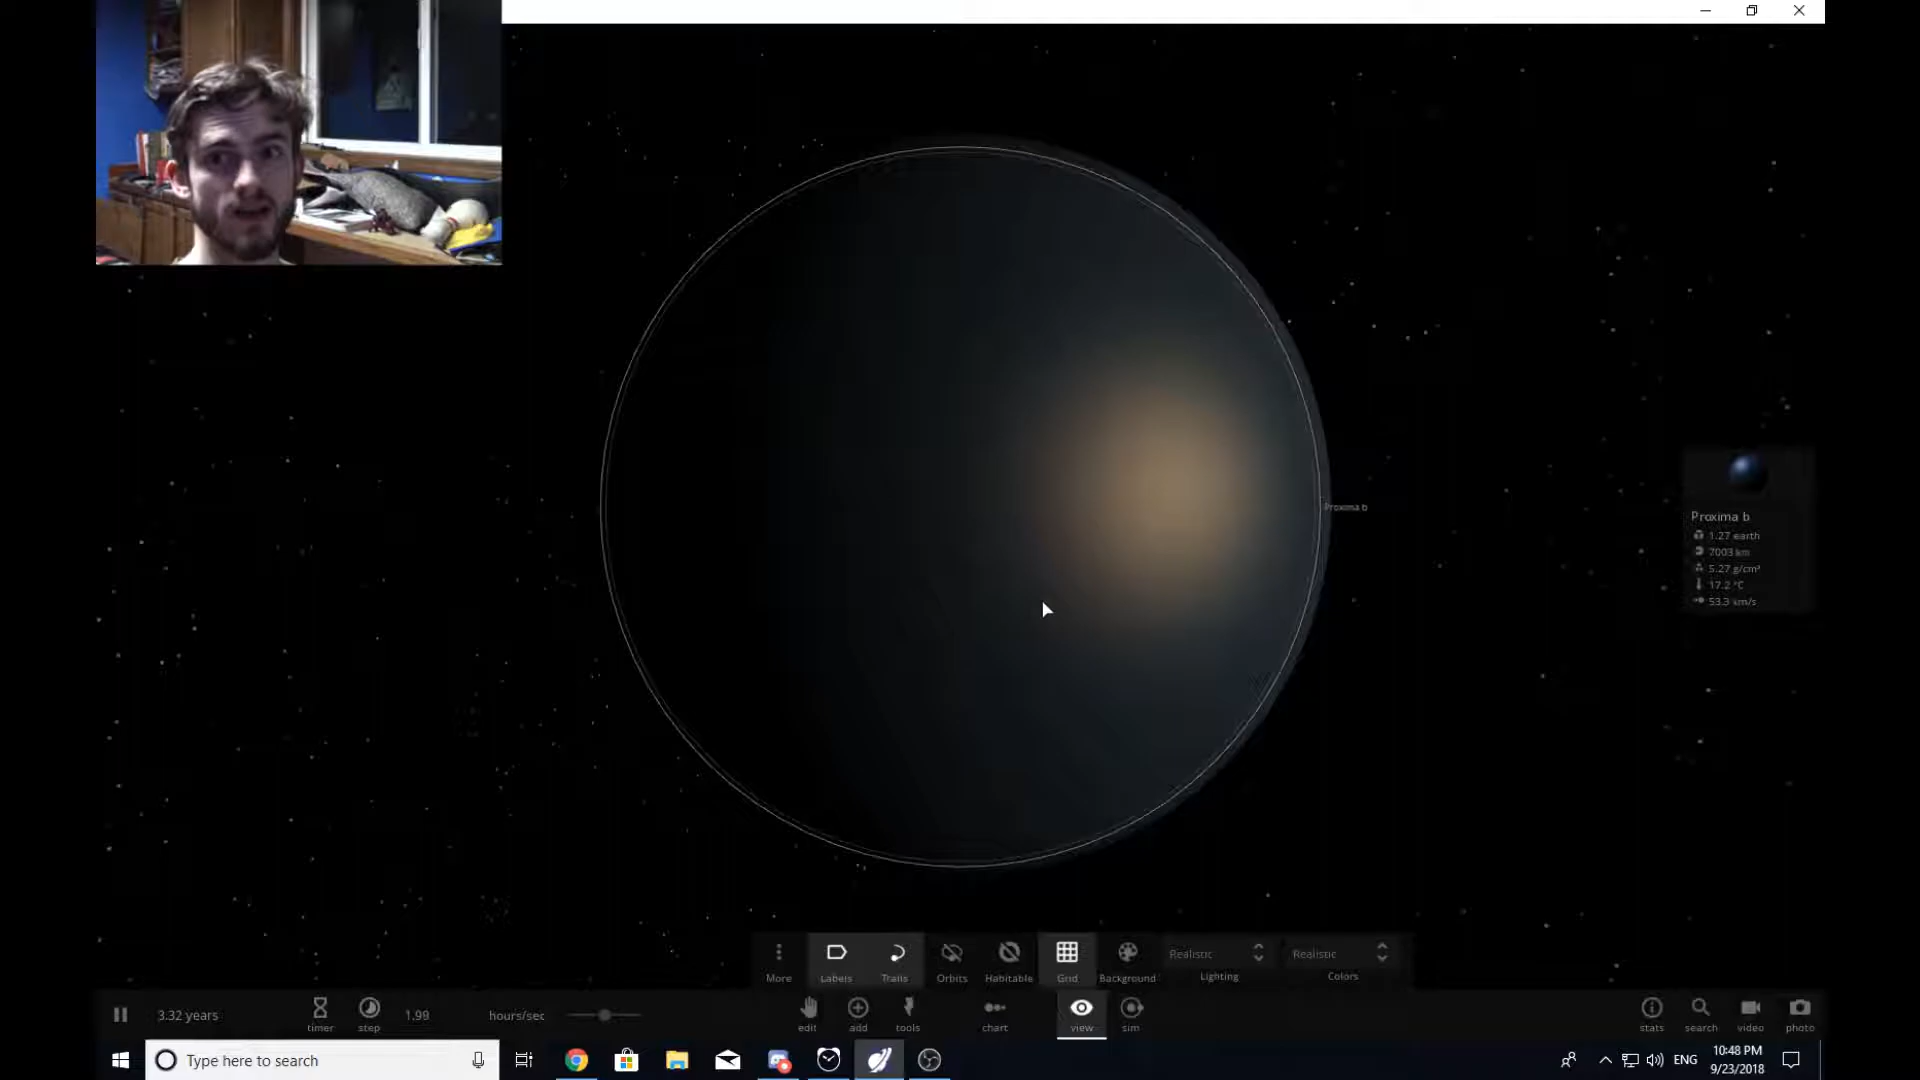 Proxima b
Proxima b
1.27 earth
7003 km
5.27 g/cm³
17.2 °C
53.3 km/s
More
Labels
Trails
Orbits
Habitable
Grid
Background
Realistic
Lighting
Realistic
Colors
3.32 years
timer
step
1.99
hours/sec
edit
add
tools
chart
view
sim
stats
search
video
photo
Type here to search
ENG
10:48 PM
9/23/2018